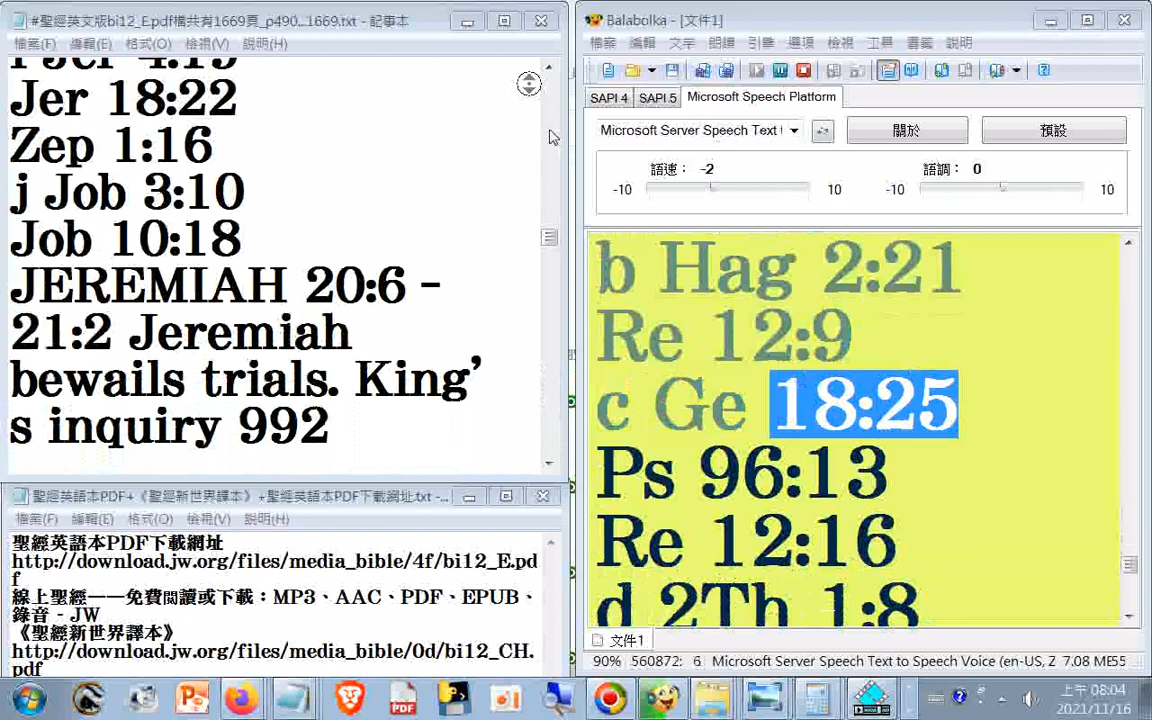 #聖經英文版bi12_E.pdf橫共有1669頁_p490...1669.txt - 記事本
檔案(F) 編輯(E) 格式(O) 檢視(V) 說明(H)
Jer 18:22
Zep 1:16
j Job 3:10
Job 10:18
JEREMIAH 20:6 -
21:2 Jeremiah
bewails trials. King’
s inquiry 992
聖經英語本PDF+《聖經新世界譯本》+聖經英語本PDF下載網址.txt - ...
檔案(F) 編輯(E) 格式(O) 檢視(V) 說明(H)
聖經英語本PDF下載網址
http://download.jw.org/files/media_bible/4f/bi12_E.pd
f
線上聖經——免費閱讀或下載：MP3、AAC、PDF、EPUB、
錄音 - JW
《聖經新世界譯本》
http://download.jw.org/files/media_bible/0d/bi12_CH.
pdf
Balabolka - [文件1]
檔案 編輯 文字 朗讀 引擎 選項 檢視 工具 書籤 說明
SAPI 4 SAPI 5 Microsoft Speech Platform
Microsoft Server Speech Text 關於 預設
語速： -2 語調： 0
-10 10 -10 10
b Hag 2:21
Re 12:9
c Ge 18:25
Ps 96:13
Re 12:16
d 2Th 1:8
文件1
90% 560872: 6 Microsoft Server Speech Text to Speech Voice (en-US, Z 7.08 ME55
上午 08:04
2021/11/16